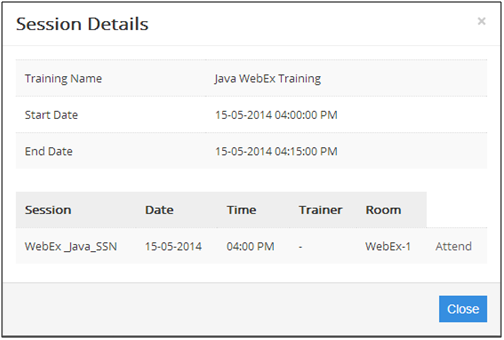 Session Details ×
Training Name Java WebEx Training
Start Date 15-05-2014 04:00:00 PM
End Date 15-05-2014 04:15:00 PM
Session Date Time Trainer Room
WebEx _Java_SSN 15-05-2014 04:00 PM - WebEx-1 Attend
Close